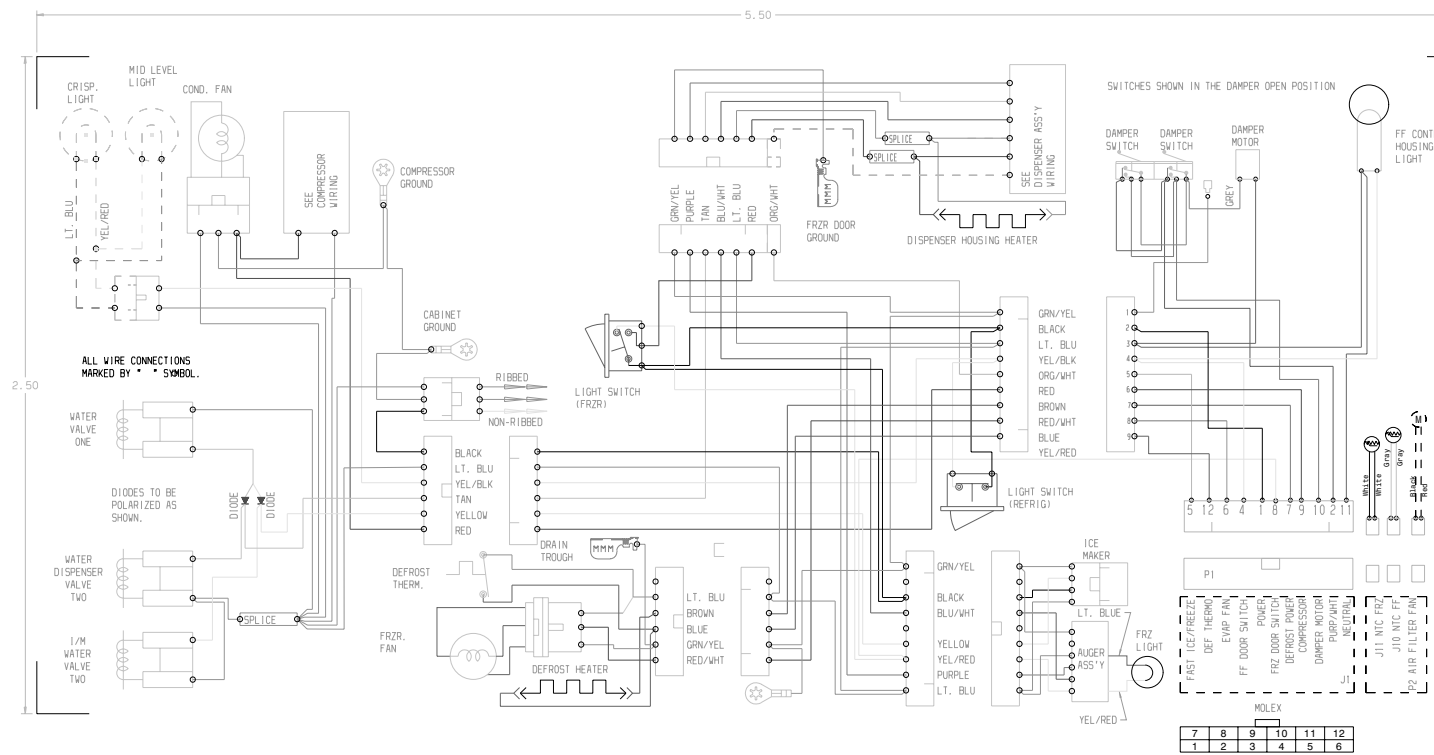 5.50
MID LEVEL
LIGHT
CRISP.
LIGHT
COND. FAN
SWITCHES SHOWN IN THE DAMPER OPEN POSITION
DAMPER
SWITCH
DAMPER
SWITCH
DAMPER
MOTOR
FF CONT
HOUSING
LIGHT
SPLICE
SPLICE
SEE
DISPENSER ASS'Y
WIRING
SEE
COMPRESSOR
WIRING
COMPRESSOR
GROUND
LT. BLU
YEL/RED
GRN/YEL
PURPLE
TAN
BLU/WHT
LT. BLU
RED
ORG/WHT
MMM
FRZR DOOR
GROUND
DISPENSER HOUSING HEATER
GREY
CABINET
GROUND
GRN/YEL
BLACK
LT. BLU
YEL/BLK
ORG/WHT
RED
BROWN
RED/WHT
BLUE
YEL/RED
1
2
3
4
5
6
7
8
9
ALL WIRE CONNECTIONS
MARKED BY " " SYMBOL.
2.50
RIBBED
NON-RIBBED
LIGHT SWITCH
(FRZR)
WATER
VALVE
ONE
BLACK
LT. BLU
YEL/BLK
TAN
YELLOW
RED
DIODES TO BE
POLARIZED AS
SHOWN.
DIODE
DIODE
LIGHT SWITCH
(REFRIG)
5 12 6 4 1 8 7 9 10 2 11
White
White
Gray
Gray
M
Black
Red
DRAIN
TROUGH
MMM
DEFROST
THERM.
WATER
DISPENSER
VALVE
TWO
SPLICE
I/M
WATER
VALVE
TWO
FRZR.
FAN
DEFROST HEATER
LT. BLU
BROWN
BLUE
GRN/YEL
RED/WHT
GRN/YEL
BLACK
BLU/WHT
YELLOW
YEL/RED
PURPLE
LT. BLU
ICE
MAKER
LT. BLUE
AUGER
ASS'Y
FRZ
LIGHT
YEL/RED
P1
FAST ICE/FREEZE
DEF THERMO
EVAP FAN
FF DOOR SWITCH
POWER
FRZ DOOR SWITCH
DEFROST POWER
COMPRESSOR
DAMPER MOTOR
PURP/WHT
NEUTRAL
J1
J11 NTC FRZ
J10 NTC FF
P2 AIR FILTER FAN
MOLEX
7 8 9 10 11 12
1 2 3 4 5 6